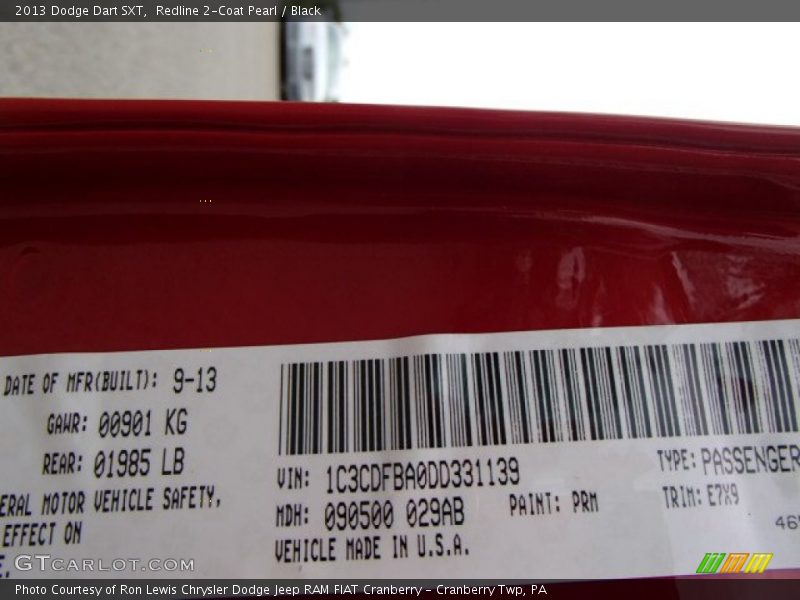 2013 Dodge Dart SXT,  Redline 2-Coat Pearl / Black
DATE OF MFR(BUILT): 9-13
GAWR: 00901 KG
REAR: 01985 LB
ERAL MOTOR VEHICLE SAFETY,
EFFECT ON
E.
VIN: 1C3CDFBA0DD331139
MDH: 090500 029AB
PAINT: PRM
VEHICLE MADE IN U.S.A.
TYPE: PASSENGER
TRIM: E7X9
46
GTCARLOT.COM
Photo Courtesy of Ron Lewis Chrysler Dodge Jeep RAM FIAT Cranberry - Cranberry Twp, PA